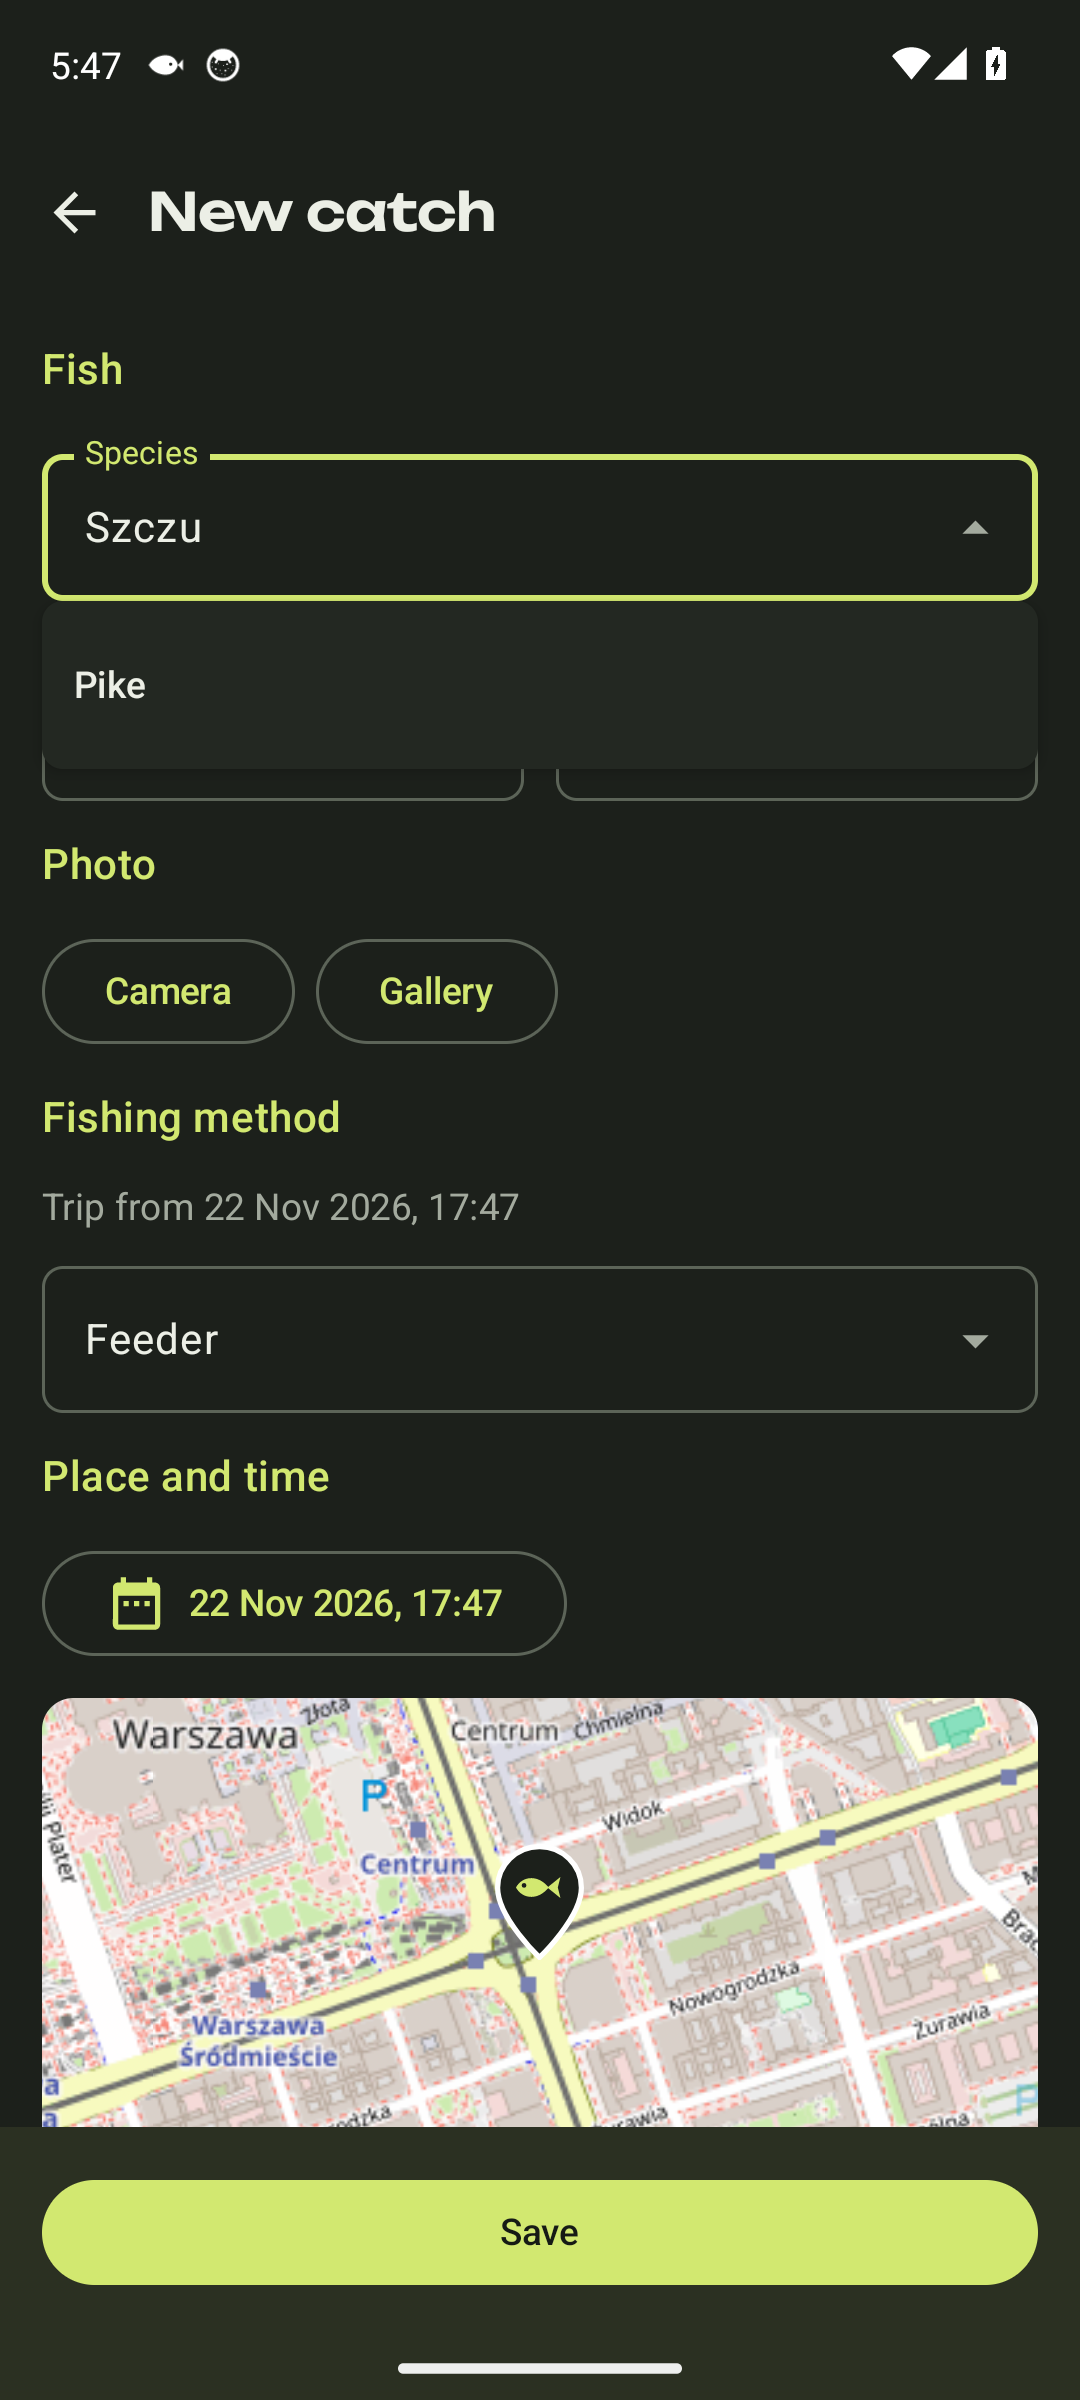 5:47
New catch
Fish
Species
Szczu
Pike
Photo
Camera
Gallery
Fishing method
Trip from 22 Nov 2026, 17:47
Feeder
Place and time
22 Nov 2026, 17:47
Warszawa
Złota
Centrum
Chmielna
P
Widok
Plater
Centrum
Nowogrodzka
Żurawia
Warszawa
Śródmieście
Save